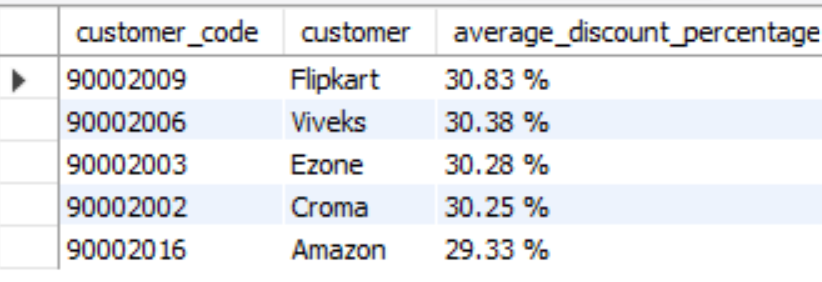 customer_code customer average_discount_percentage
90002009 Flipkart 30.83 %
90002006 Viveks 30.38 %
90002003 Ezone 30.28 %
90002002 Croma 30.25 %
90002016 Amazon 29.33 %